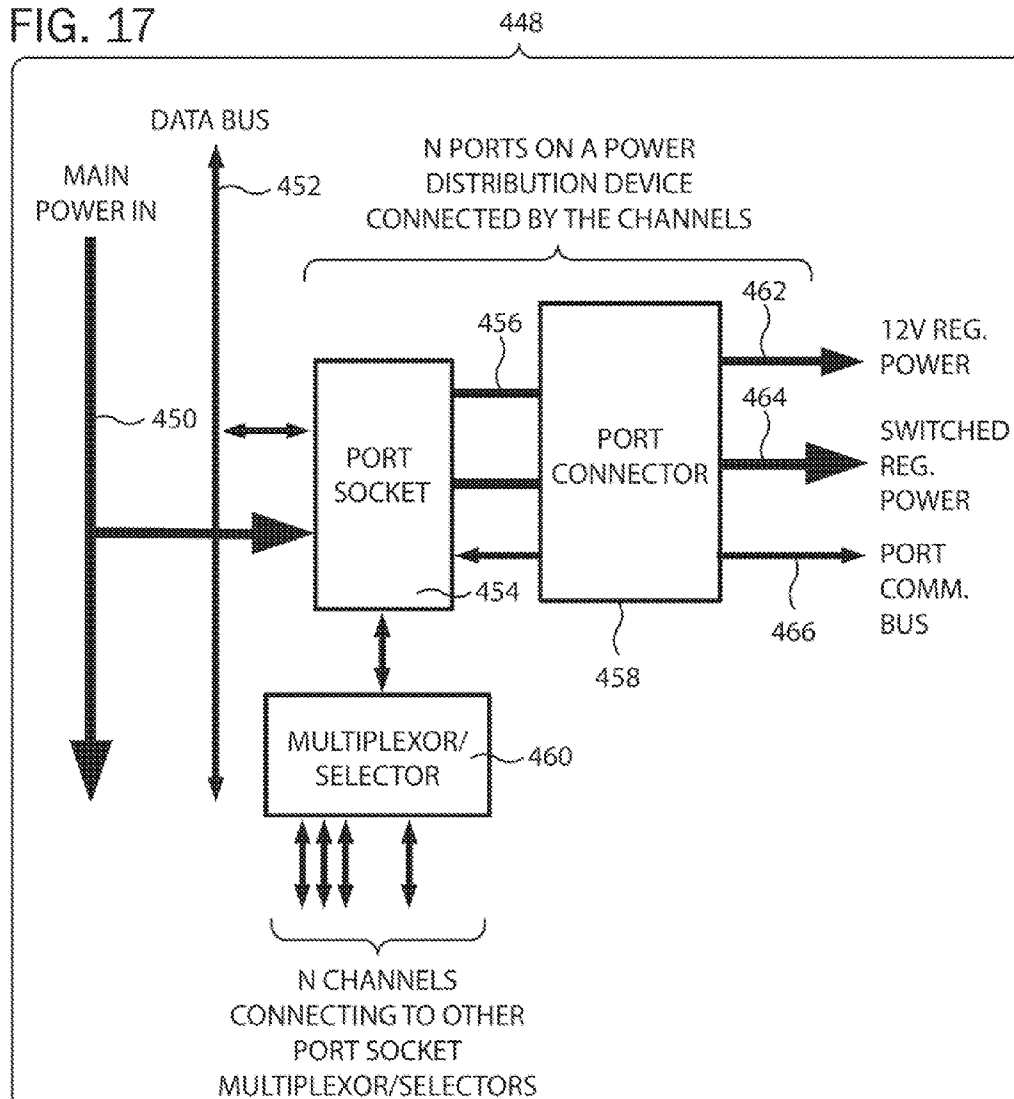 FIG. 17
448
DATA BUS
MAIN
POWER IN
452
N PORTS ON A POWER
DISTRIBUTION DEVICE
CONNECTED BY THE CHANNELS
450
456
462
12V REG.
POWER
464
PORT
SOCKET
PORT
CONNECTOR
SWITCHED
REG.
POWER
454
466
PORT
COMM.
BUS
458
MULTIPLEXOR/
SELECTOR
460
N CHANNELS
CONNECTING TO OTHER
PORT SOCKET
MULTIPLEXOR/SELECTORS